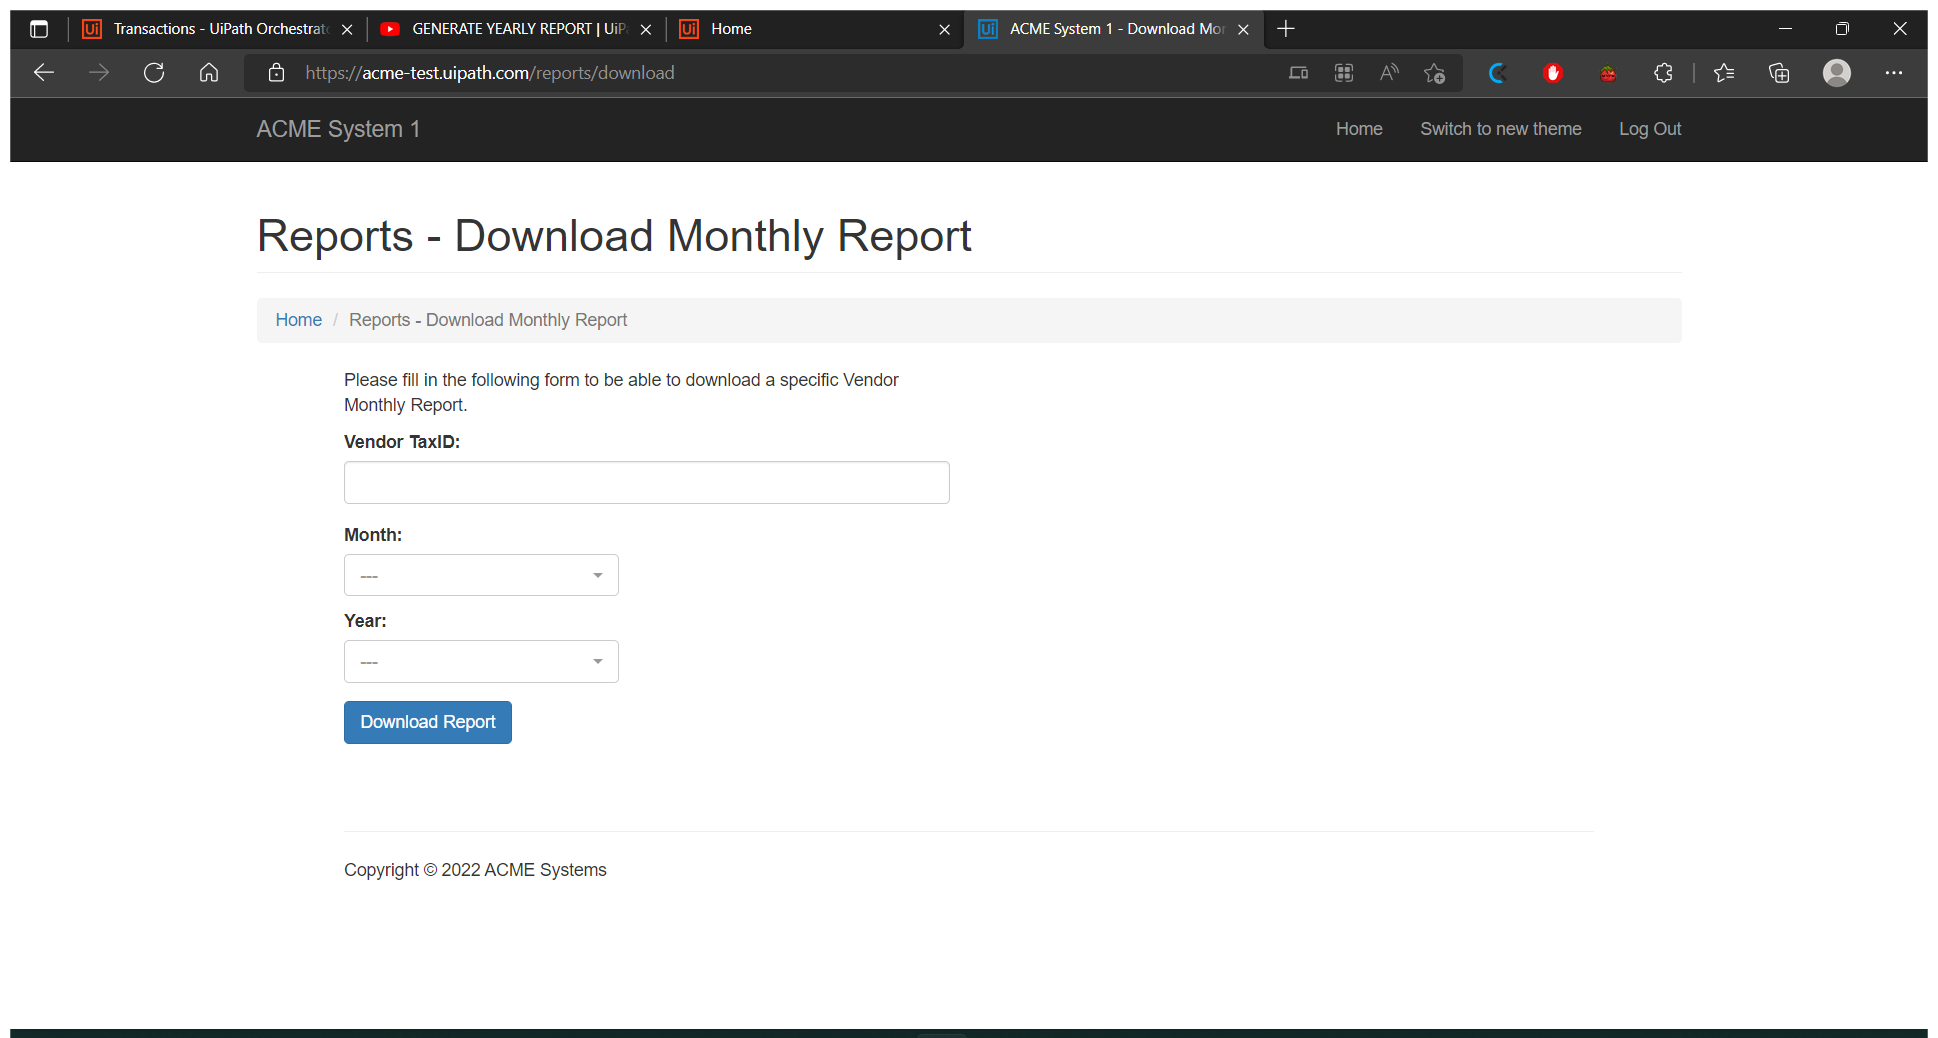 Transactions - UiPath Orchestrat
GENERATE YEARLY REPORT | UiP
Home
ACME System 1 - Download Mor
https://acme-test.uipath.com/reports/download
ACME System 1
Home
Switch to new theme
Log Out
Reports - Download Monthly Report
Home / Reports - Download Monthly Report
Please fill in the following form to be able to download a specific Vendor
Monthly Report.
Vendor TaxID:
Month:
---
Year:
---
Download Report
Copyright © 2022 ACME Systems